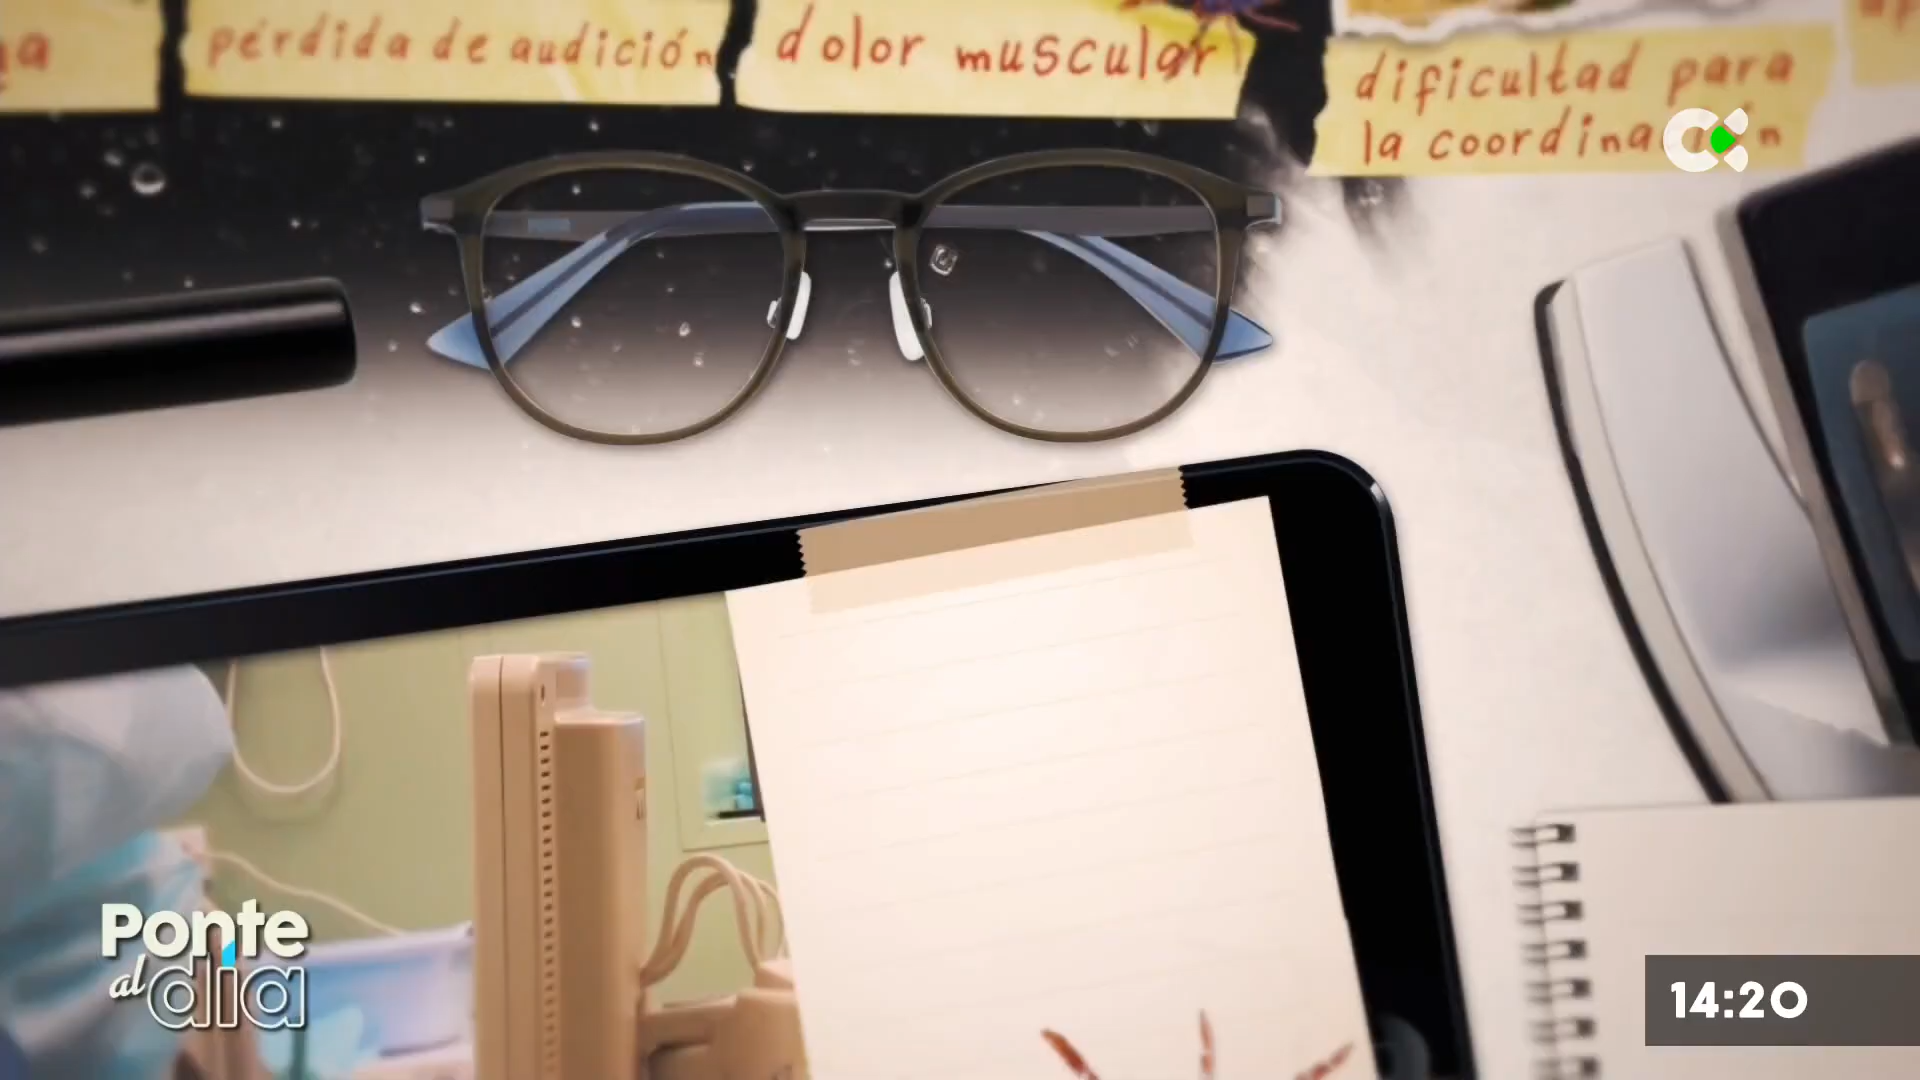 pérdida de audición
dolor muscular
dificultad para
la coordinación
Ponte
al día
14:20